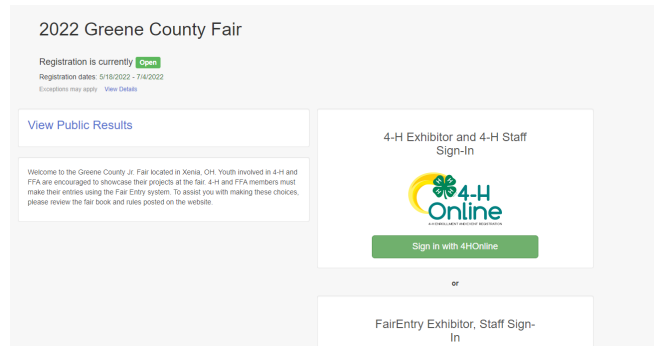 2022 Greene County Fair
Registration is currently Open
Registration dates: 5/18/2022 - 7/4/2022
Exceptions may apply View Details
View Public Results
Welcome to the Greene County Jr. Fair located in Xenia, OH. Youth involved in 4-H and
FFA are encouraged to showcase their projects at the fair. 4-H and FFA members must
make their entries using the Fair Entry system. To assist you with making these choices,
please review the fair book and rules posted on the website.
4-H Exhibitor and 4-H Staff
Sign-In
4-H
Online
4-H ENROLLMENT AND EVENT REGISTRATION
Sign in with 4HOnline
or
FairEntry Exhibitor, Staff Sign-
In